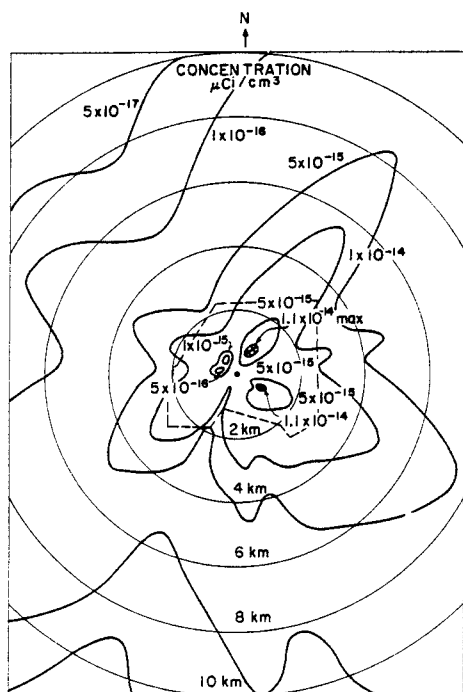 N
CONCENTRATION
μCi/cm³
5x10⁻¹⁷
1x10⁻¹⁶
5x10⁻¹⁵
1x10⁻¹⁴
5x10⁻¹⁵
1.1x10⁻¹⁴ max
1x10⁻¹⁵
5x10⁻¹⁵
5x10⁻¹⁶
5x10⁻¹⁵
1.1x10⁻¹⁴
2 km
4 km
6 km
8 km
10 km